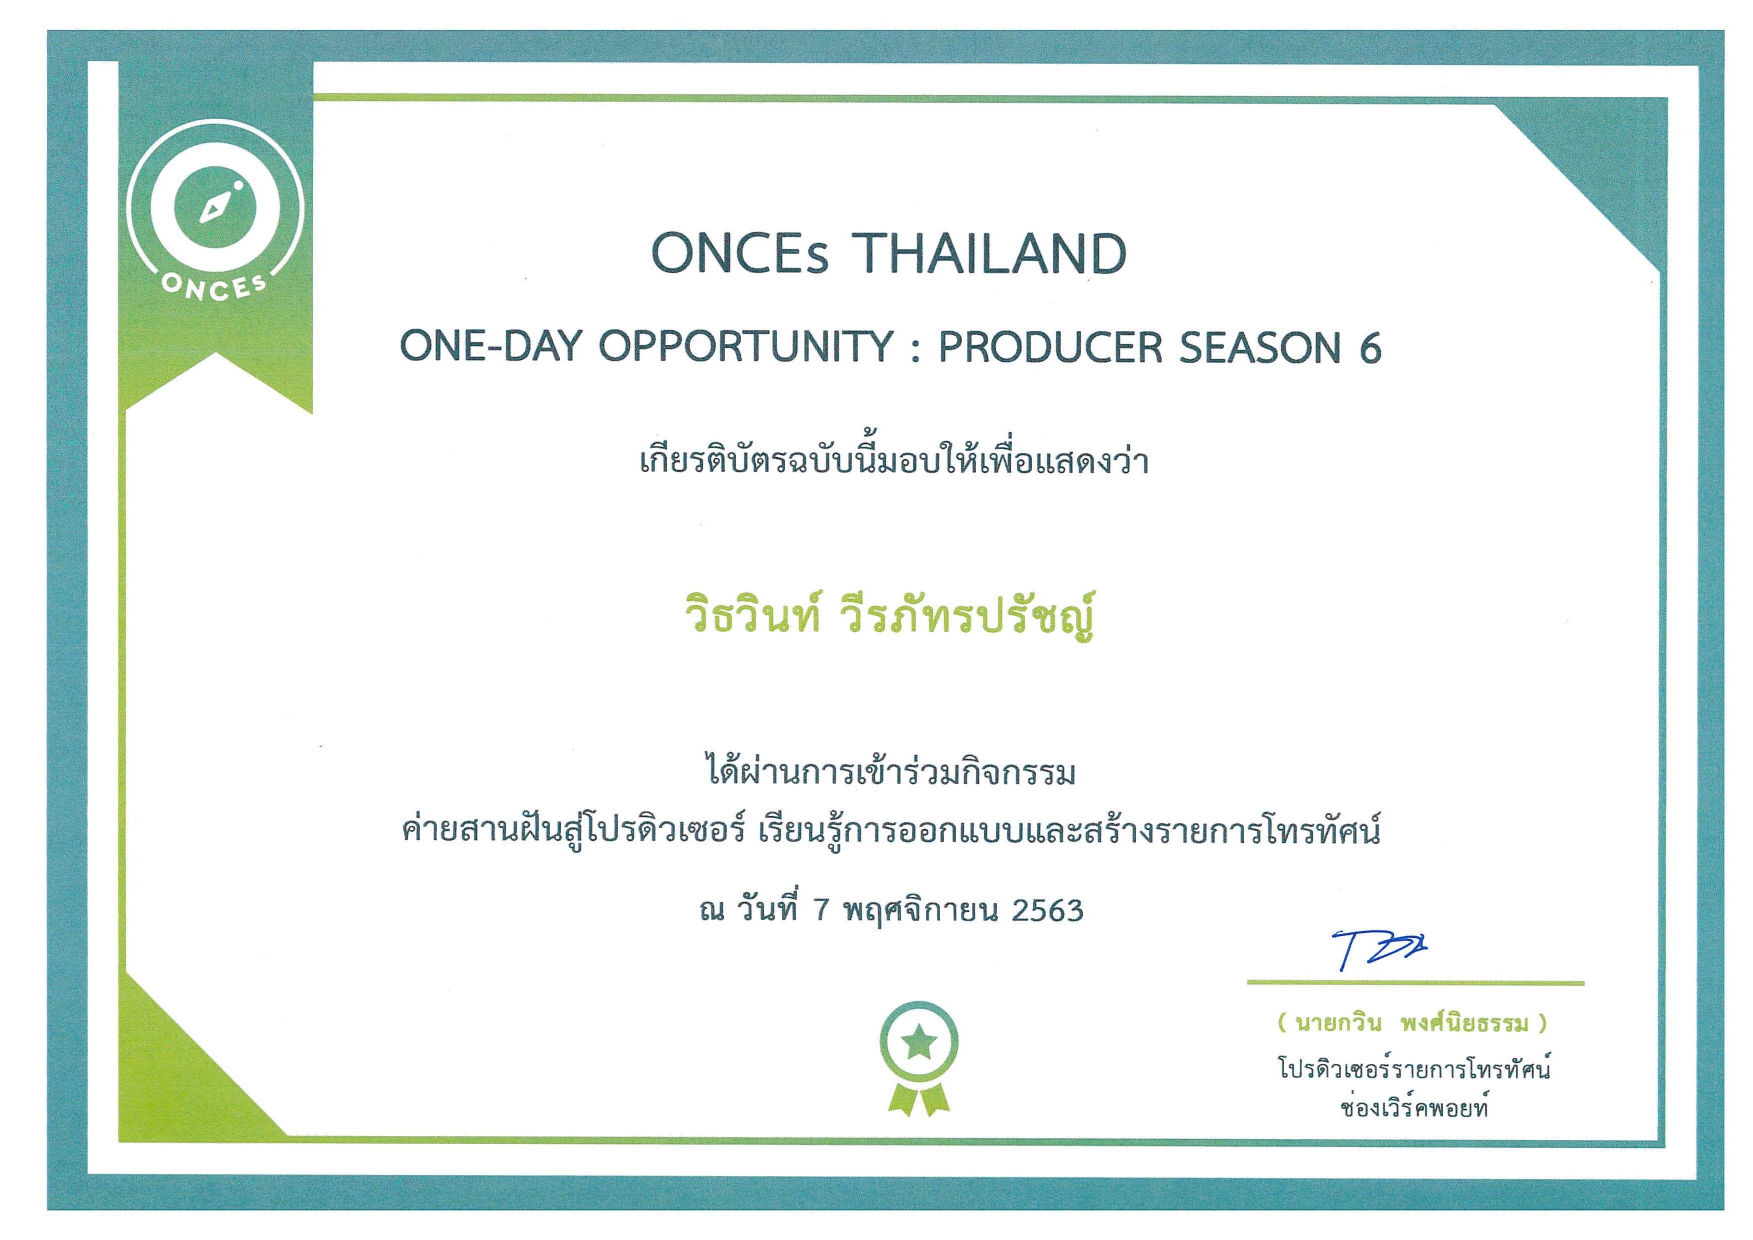 ONCEs
ONCEs THAILAND
ONE-DAY OPPORTUNITY : PRODUCER SEASON 6
เกียรติบัตรฉบับนี้มอบให้เพื่อแสดงว่า
วิธวินท์ วีรภัทรปรัชญ์
ได้ผ่านการเข้าร่วมกิจกรรม
ค่ายสานฝันสู่โปรดิวเซอร์ เรียนรู้การออกแบบและสร้างรายการโทรทัศน์
ณ วันที่ 7 พฤศจิกายน 2563
( นายกวิน พงศ์นิยธรรม )
โปรดิวเซอร์รายการโทรทัศน์
ช่องเวิร์คพอยท์